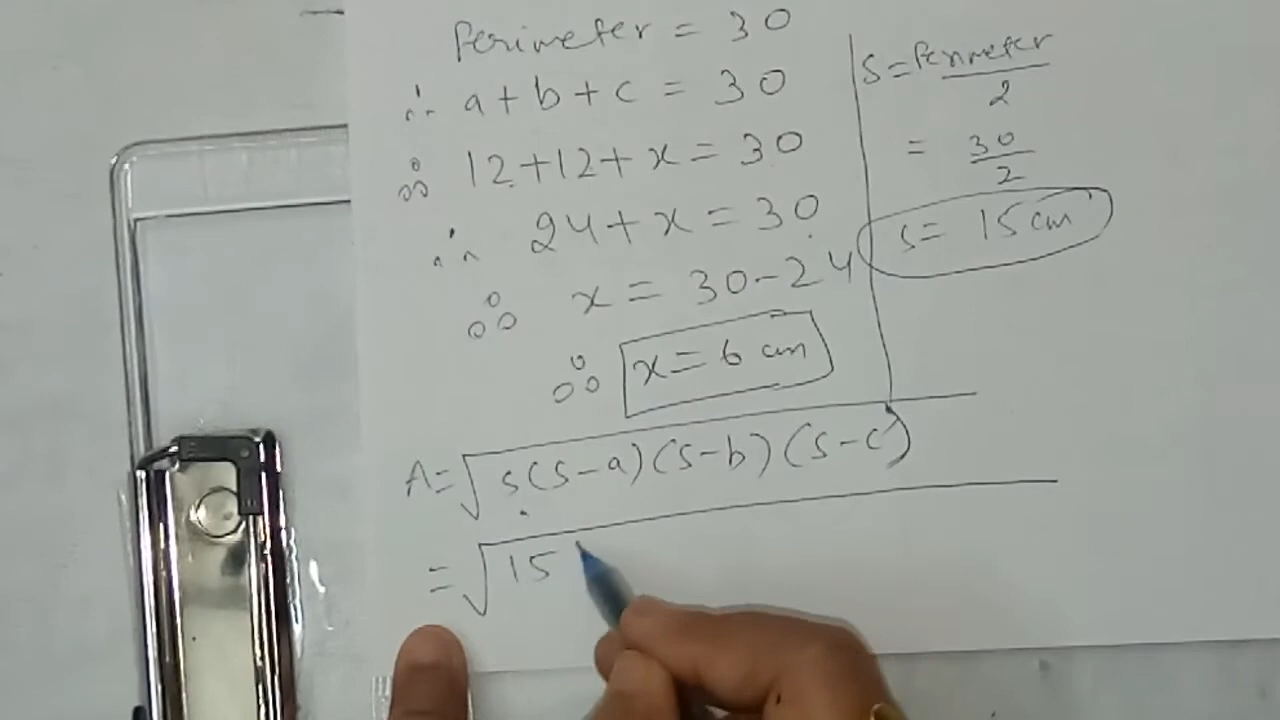 Perimeter = 30
∴ a + b + c = 30
∴ 12 + 12 + x = 30
∴ 24 + x = 30
∴ x = 30 - 24
∴ x = 6 cm
S = Perimeter / 2
= 30 / 2
S = 15 cm
A = √s(s-a)(s-b)(s-c)
= √15